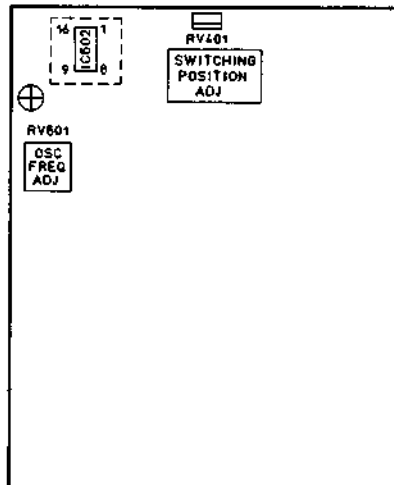 16 1
IC602
9 8
RV401
SWITCHING
POSITION
ADJ
RV601
OSC
FREQ
ADJ